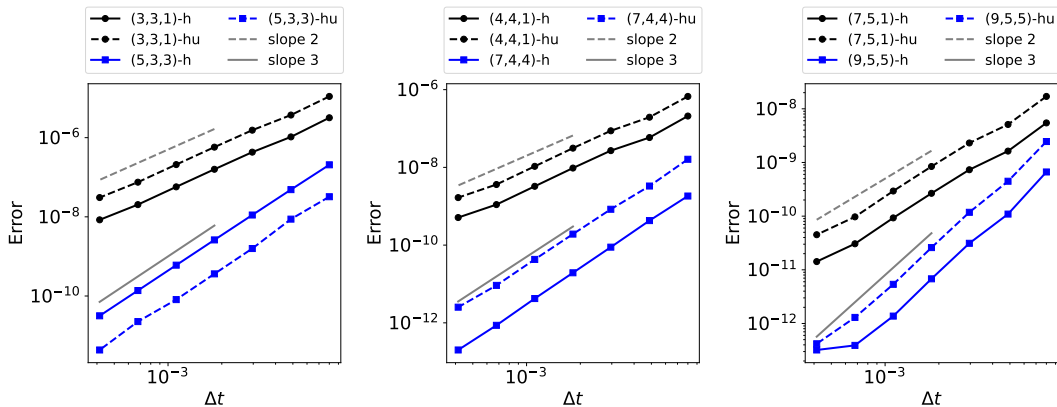 (3,3,1)-h
(3,3,1)-hu
(5,3,3)-h
(5,3,3)-hu
slope 2
slope 3
10⁻⁶
10⁻⁸
10⁻¹⁰
Error
10⁻³
Δt
(4,4,1)-h
(4,4,1)-hu
(7,4,4)-h
(7,4,4)-hu
slope 2
slope 3
10⁻⁶
10⁻⁸
10⁻¹⁰
10⁻¹²
Error
10⁻³
Δt
(7,5,1)-h
(7,5,1)-hu
(9,5,5)-h
(9,5,5)-hu
slope 2
slope 3
10⁻⁸
10⁻⁹
10⁻¹⁰
10⁻¹¹
10⁻¹²
Error
10⁻³
Δt